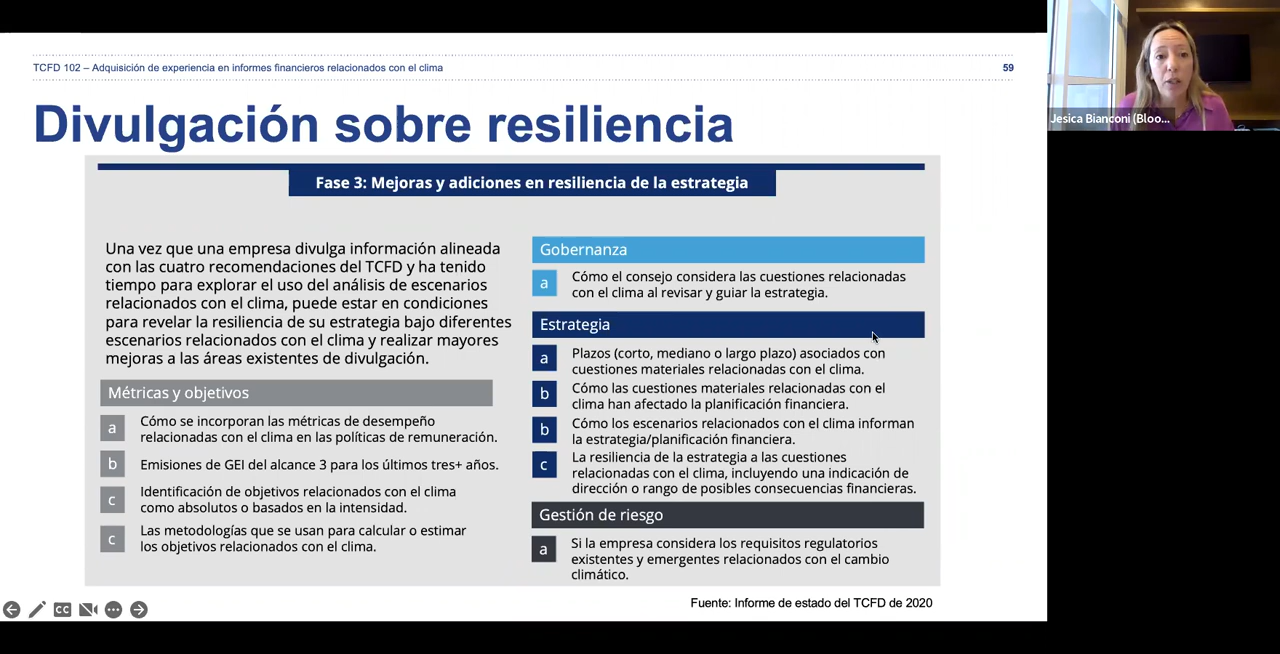 TCFD 102 – Adquisición de experiencia en informes financieros relacionados con el clima
59
Divulgación sobre resiliencia
Fase 3: Mejoras y adiciones en resiliencia de la estrategia
Una vez que una empresa divulga información alineada
con las cuatro recomendaciones del TCFD y ha tenido
tiempo para explorar el uso del análisis de escenarios
relacionados con el clima, puede estar en condiciones
para revelar la resiliencia de su estrategia bajo diferentes
escenarios relacionados con el clima y realizar mayores
mejoras a las áreas existentes de divulgación.
Métricas y objetivos
a Cómo se incorporan las métricas de desempeño
relacionadas con el clima en las políticas de remuneración.
b Emisiones de GEI del alcance 3 para los últimos tres+ años.
c Identificación de objetivos relacionados con el clima
como absolutos o basados en la intensidad.
c Las metodologías que se usan para calcular o estimar
los objetivos relacionados con el clima.
Gobernanza
a Cómo el consejo considera las cuestiones relacionadas
con el clima al revisar y guiar la estrategia.
Estrategia
a Plazos (corto, mediano o largo plazo) asociados con
cuestiones materiales relacionadas con el clima.
b Cómo las cuestiones materiales relacionadas con el
clima han afectado la planificación financiera.
b Cómo los escenarios relacionados con el clima informan
la estrategia/planificación financiera.
c La resiliencia de la estrategia a las cuestiones
relacionadas con el clima, incluyendo una indicación de
dirección o rango de posibles consecuencias financieras.
Gestión de riesgo
a Si la empresa considera los requisitos regulatorios
existentes y emergentes relacionados con el cambio
climático.
Fuente: Informe de estado del TCFD de 2020
CC
Jesica Bianconi (Bloo...